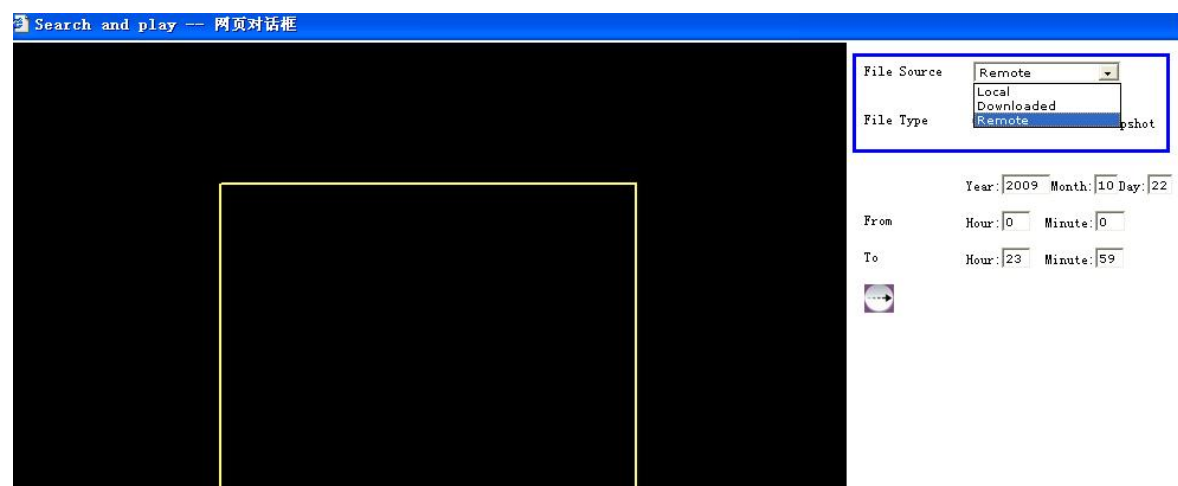 Search and play -- 网页对话框
File Source Remote
Local
Downloaded
File Type Remote pshot
Year: 2009 Month: 10 Day: 22
From Hour: 0 Minute: 0
To Hour: 23 Minute: 59